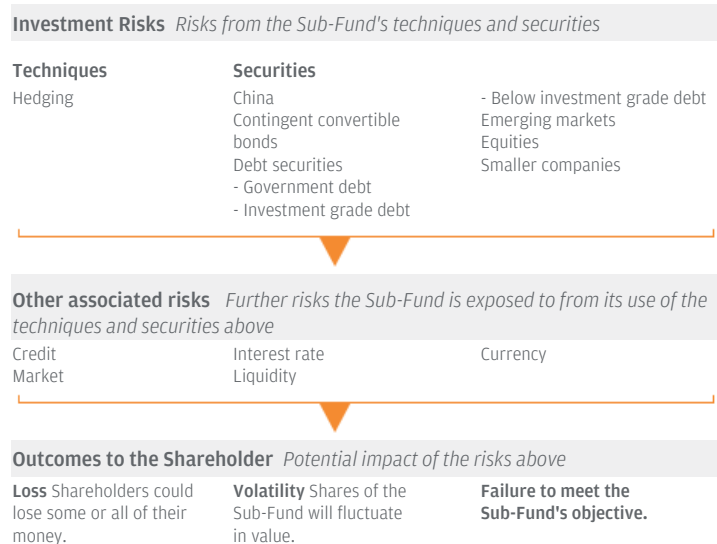 Investment Risks Risks from the Sub-Fund's techniques and securities
Techniques
Hedging
Securities
China
Contingent convertible
bonds
Debt securities
- Government debt
- Investment grade debt
- Below investment grade debt
Emerging markets
Equities
Smaller companies
Other associated risks Further risks the Sub-Fund is exposed to from its use of the
techniques and securities above
Credit
Market
Interest rate
Liquidity
Currency
Outcomes to the Shareholder Potential impact of the risks above
Loss Shareholders could
lose some or all of their
money.
Volatility Shares of the
Sub-Fund will fluctuate
in value.
Failure to meet the
Sub-Fund's objective.